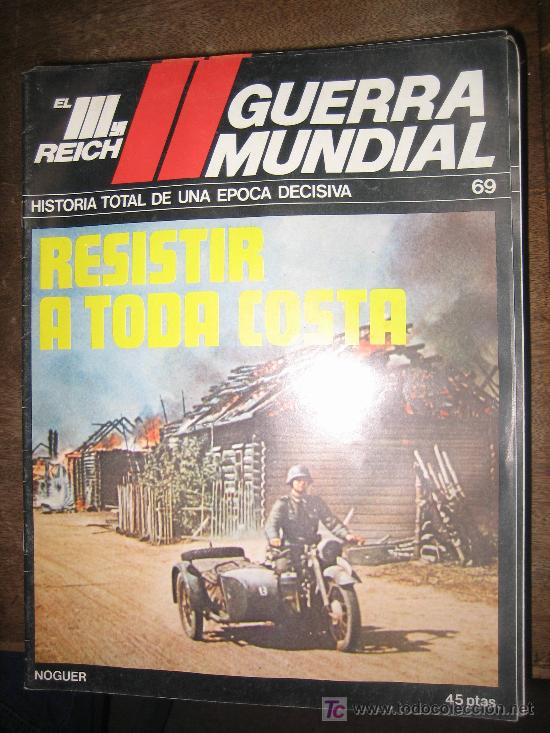 EL III y
REICH
II GUERRA
MUNDIAL
HISTORIA TOTAL DE UNA EPOCA DECISIVA 69
RESISTIR
A TODA COSTA
NOGUER
45 ptas.
TC
www.todocoleccion.net